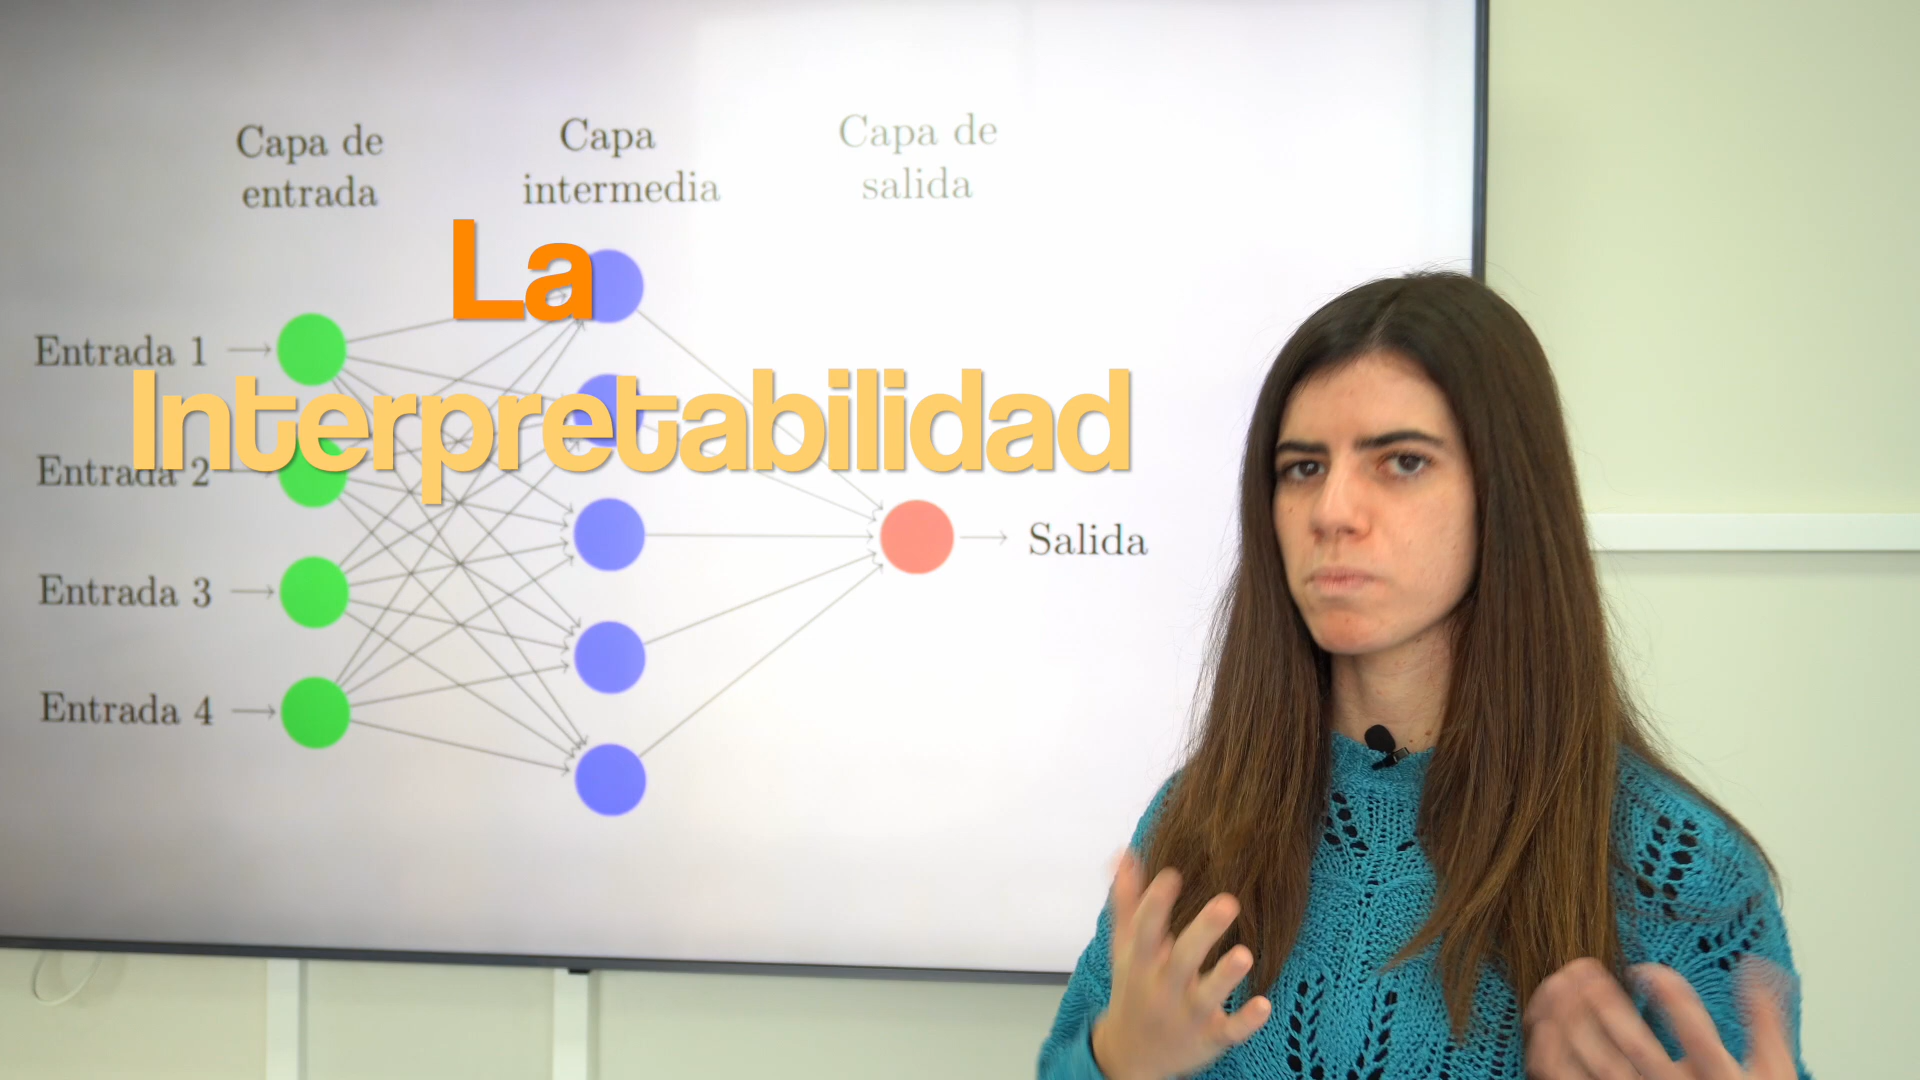 Capa de
entrada
Capa
intermedia
Capa de
salida
La
Interpretabilidad
Entrada 1
Entrada 2
Entrada 3
Entrada 4
Salida